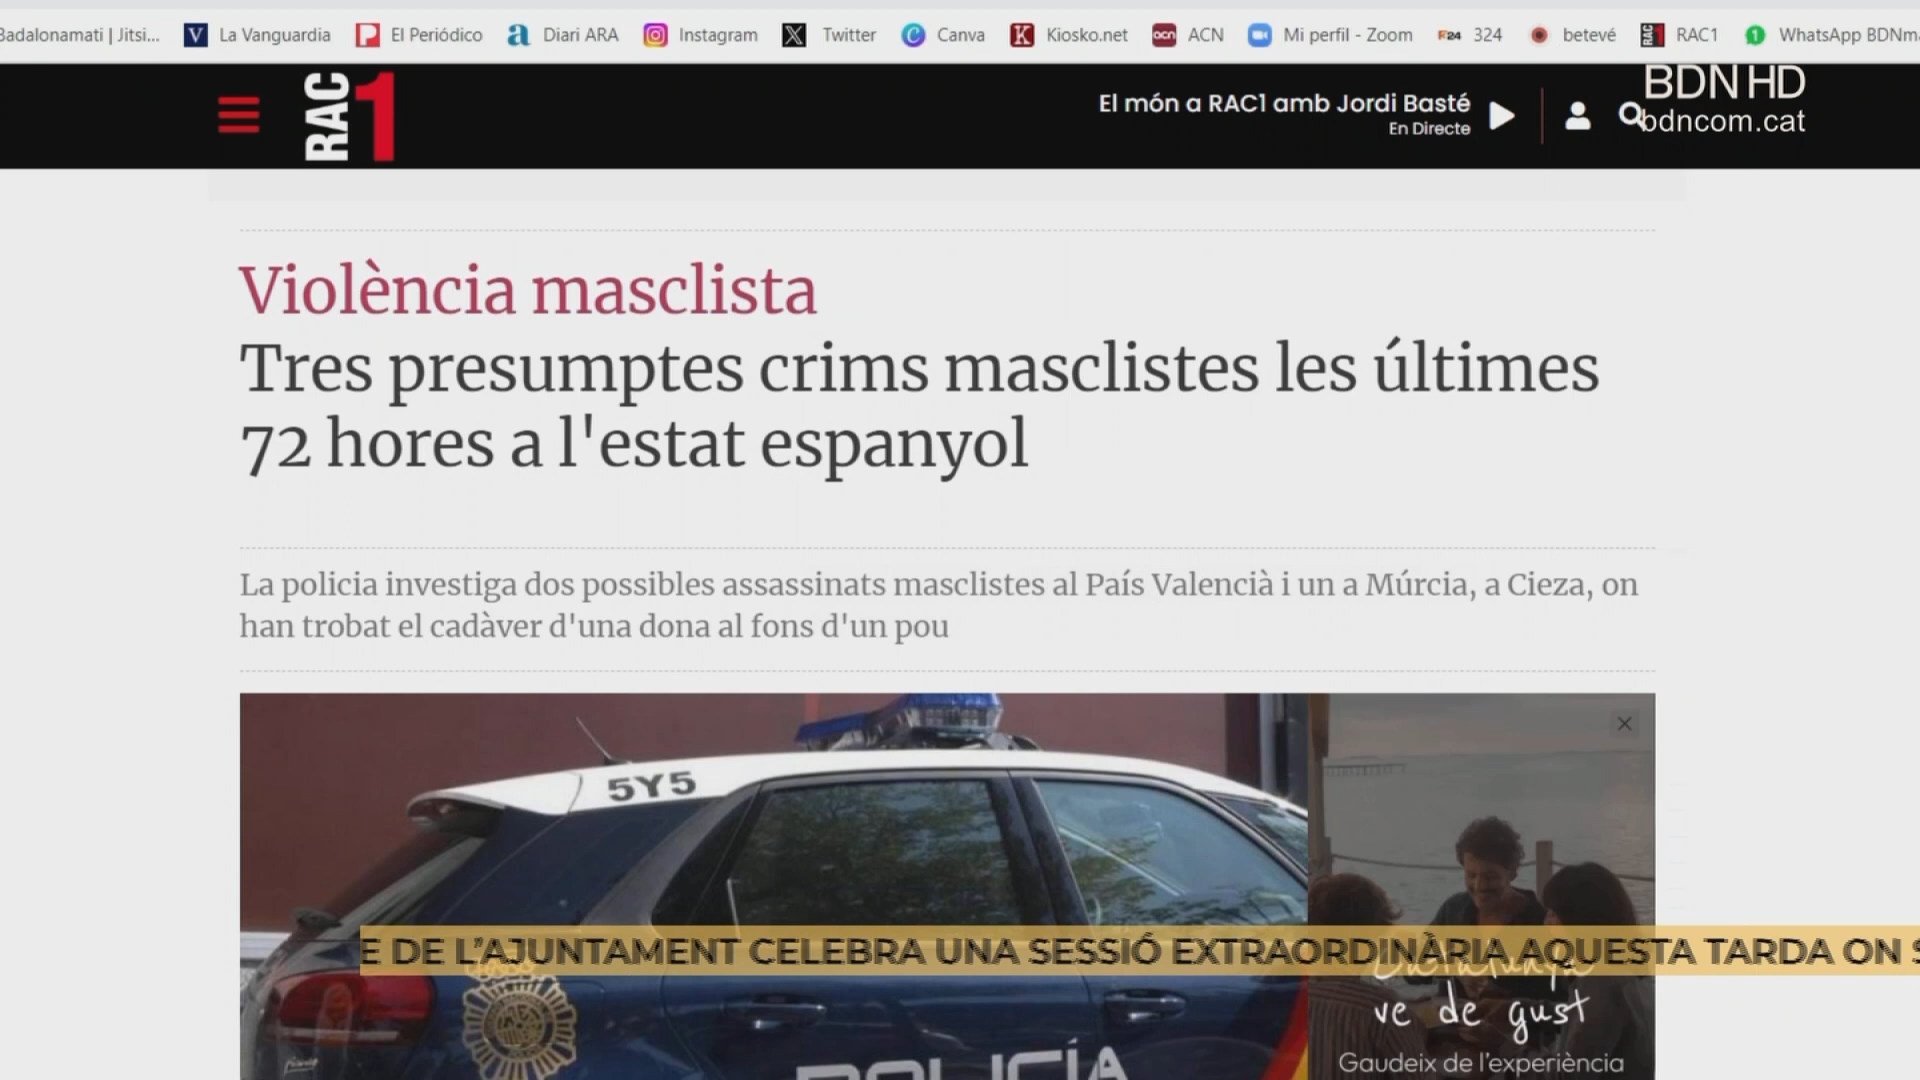 Badalonamati | Jitsi... La Vanguardia El Periódico Diari ARA Instagram Twitter Canva Kiosko.net ACN Mi perfil - Zoom 324 betevé RAC1 WhatsApp BDNma
RAC1
El món a RAC1 amb Jordi Basté
En Directe
BDN HD
bdncom.cat
Violència masclista
Tres presumptes crims masclistes les últimes
72 hores a l'estat espanyol
La policia investiga dos possibles assassinats masclistes al País Valencià i un a Múrcia, a Cieza, on
han trobat el cadàver d'una dona al fons d'un pou
5Y5
E DE L'AJUNTAMENT CELEBRA UNA SESSIÓ EXTRAORDINÀRIA AQUESTA TARDA ON S
Catalunya
ve de gust
Gaudeix de l'experiència
POLICÍA